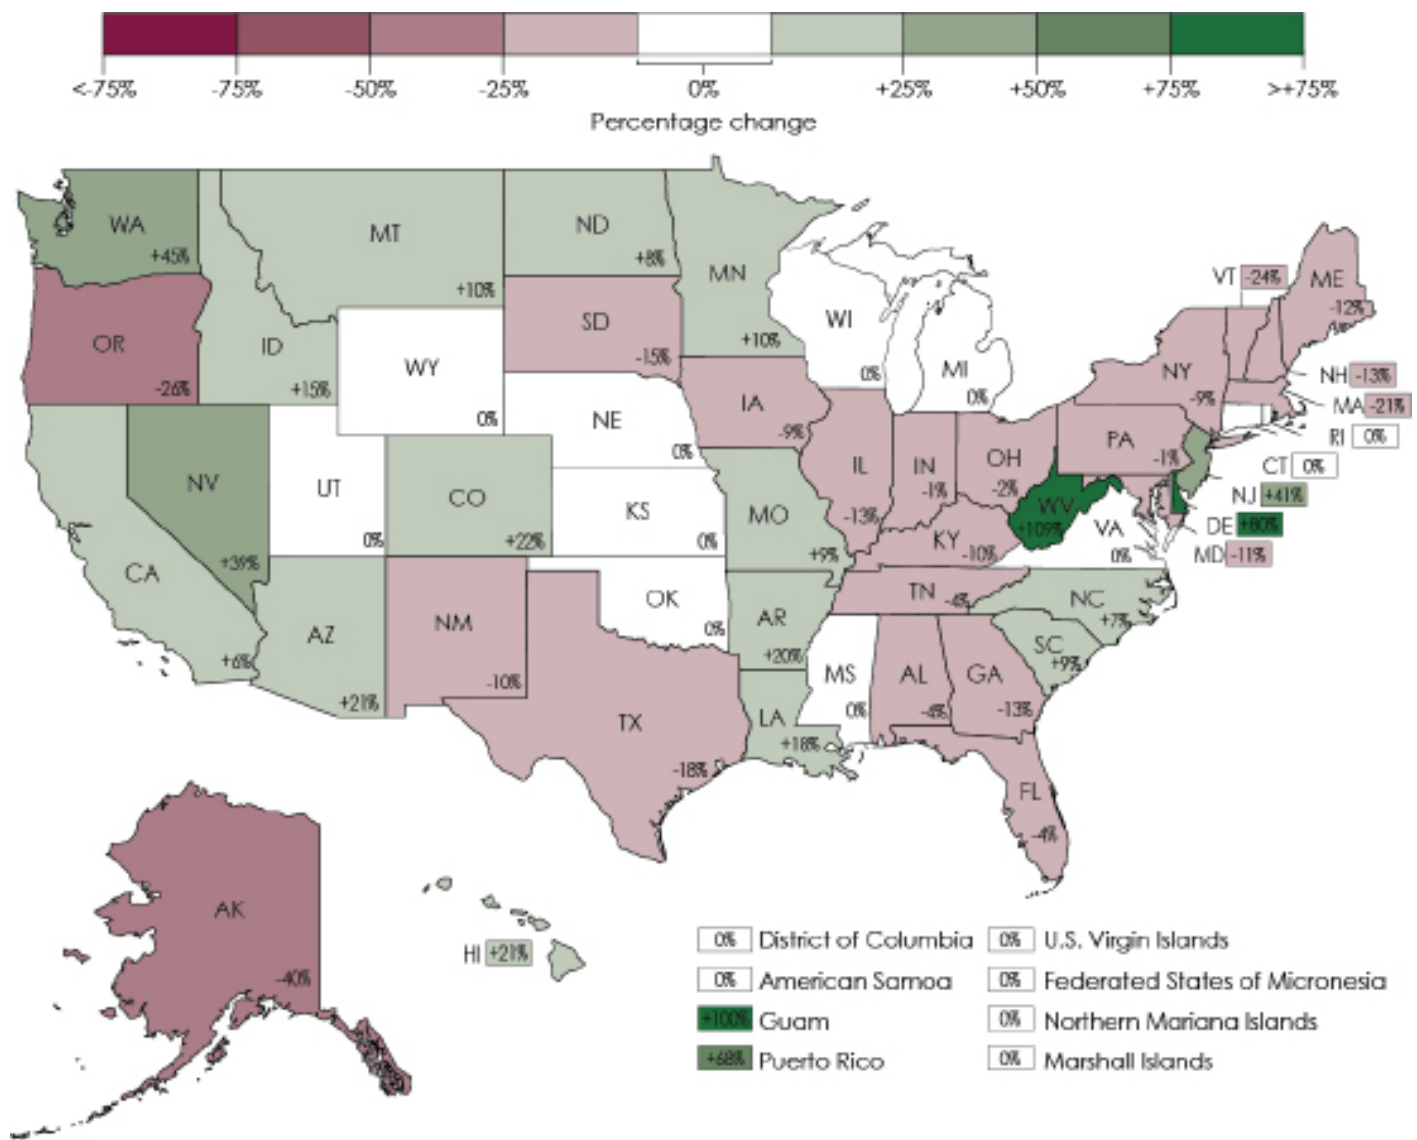 <-75% -75% -50% -25% 0% +25% +50% +75% >+75%
Percentage change
WA
+45%
MT
+10%
ND
+8%
MN
+10%
OR
-26%
ID
+15%
WY
0%
SD
-15%
WI
0%
MI
0%
VT -24%
ME
-12%
NH -13%
MA -21%
RI 0%
CT 0%
NJ +41%
DE +80%
MD -11%
NY
-9%
NV
+39%
UT
0%
CO
+22%
NE
0%
IA
-9%
IL
-13%
IN
-1%
OH
-2%
PA
-1%
CA
+6%
KS
0%
MO
+9%
KY
-10%
WV
+109%
VA
0%
AZ
+21%
NM
-10%
OK
0%
AR
+20%
TN
-4%
NC
+7%
SC
+9%
TX
-18%
LA
+18%
MS
0%
AL
-4%
GA
-13%
FL
-4%
AK
-40%
HI +21%
0% District of Columbia
0% American Samoa
+100% Guam
+68% Puerto Rico
0% U.S. Virgin Islands
0% Federated States of Micronesia
0% Northern Mariana Islands
0% Marshall Islands